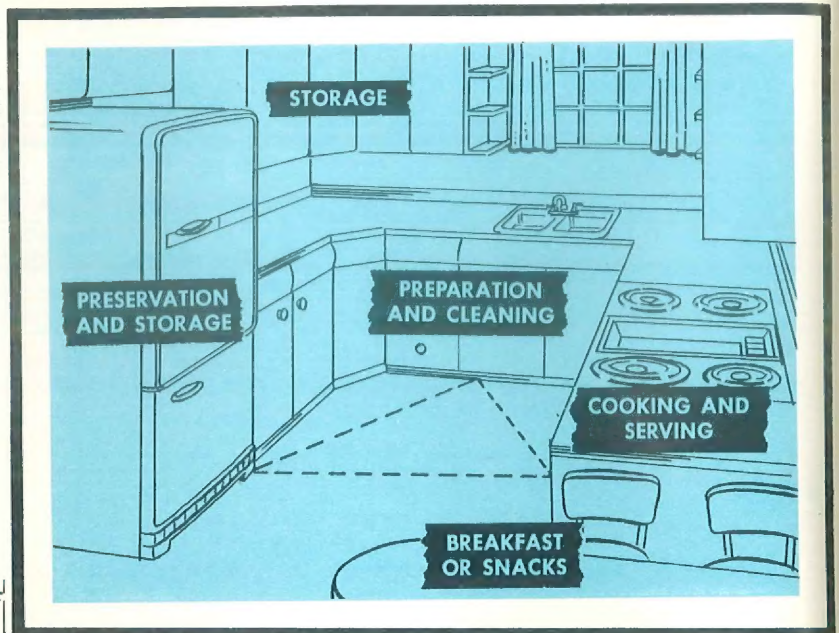 STORAGE
PRESERVATION
AND STORAGE
PREPARATION
AND CLEANING
COOKING AND
SERVING
BREAKFAST
OR SNACKS